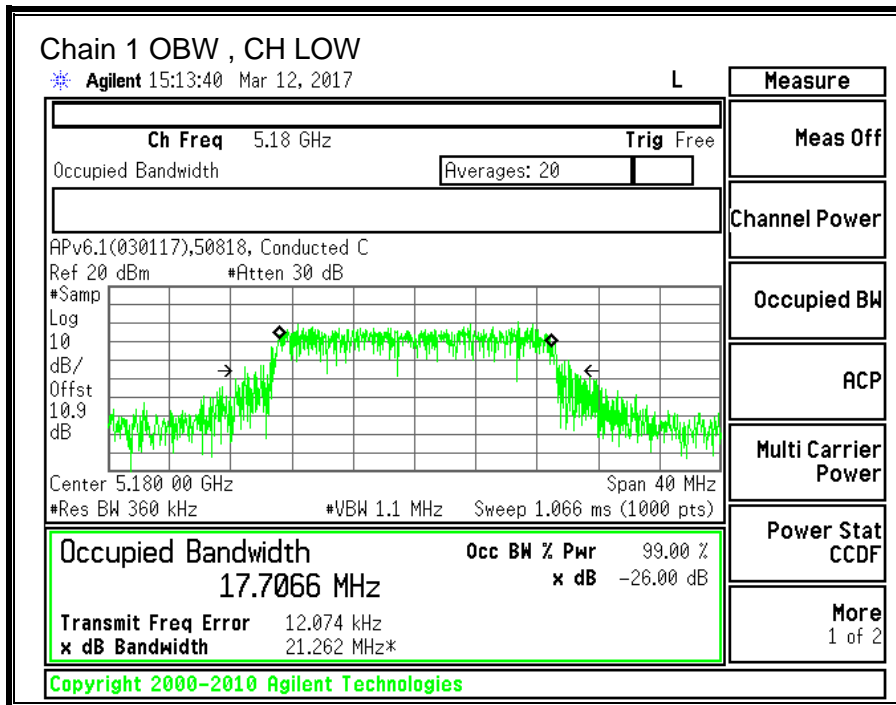 Chain 1 OBW , CH LOW
Agilent 15:13:40 Mar 12, 2017 L
Measure
Ch Freq 5.18 GHz Trig Free
Occupied Bandwidth Averages: 20
APv6.1(030117),50818, Conducted C
Ref 20 dBm #Atten 30 dB
#Samp
Log
10
dB/
Offst
10.9
dB
Center 5.180 00 GHz Span 40 MHz
#Res BW 360 kHz #VBW 1.1 MHz Sweep 1.066 ms (1000 pts)
Occupied Bandwidth Occ BW % Pwr 99.00 %
17.7066 MHz x dB -26.00 dB
Transmit Freq Error 12.074 kHz
x dB Bandwidth 21.262 MHz*
Copyright 2000-2010 Agilent Technologies
Meas Off
Channel Power
Occupied BW
ACP
Multi Carrier
Power
Power Stat
CCDF
More
1 of 2